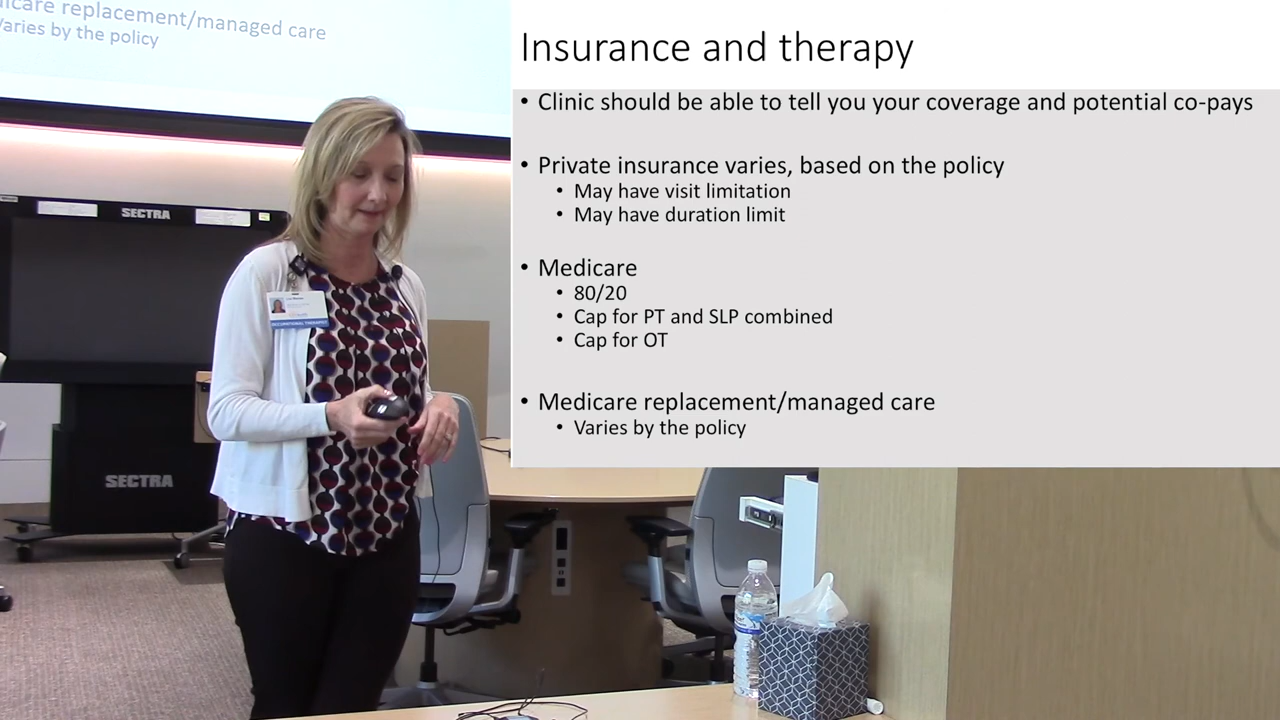 dicare replacement/managed care
Varies by the policy
Insurance and therapy
• Clinic should be able to tell you your coverage and potential co-pays
• Private insurance varies, based on the policy
• May have visit limitation
• May have duration limit
• Medicare
• 80/20
• Cap for PT and SLP combined
• Cap for OT
• Medicare replacement/managed care
• Varies by the policy
SECTRA
SECTRA
OCCUPATIONAL THERAPIST